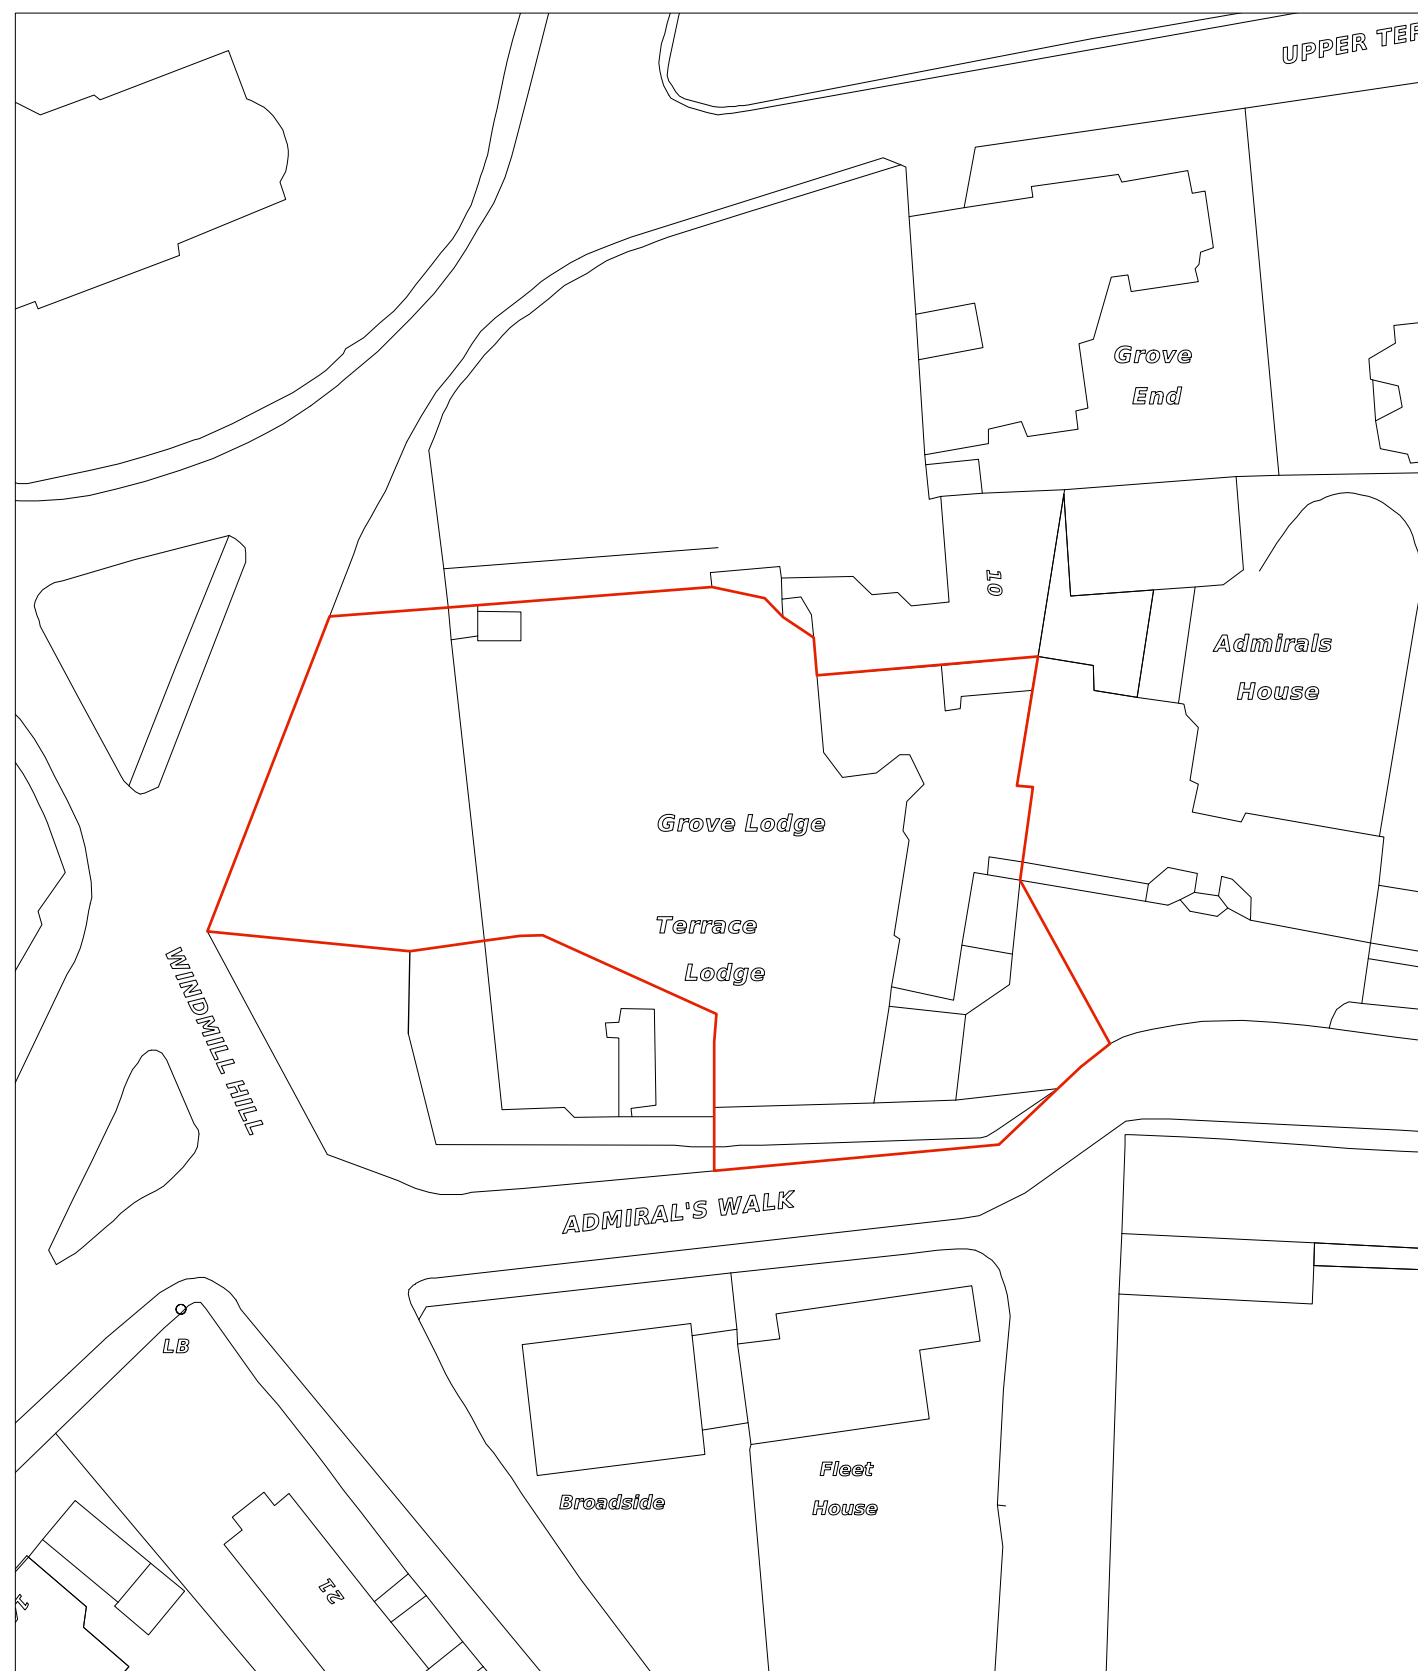 UPPER
Grove
End
10
Admirals
House
Grove Lodge
Terrace
Lodge
WINDMILL HILL
ADMIRAL'S WALK
LB
Fleet
House
Broadside
21